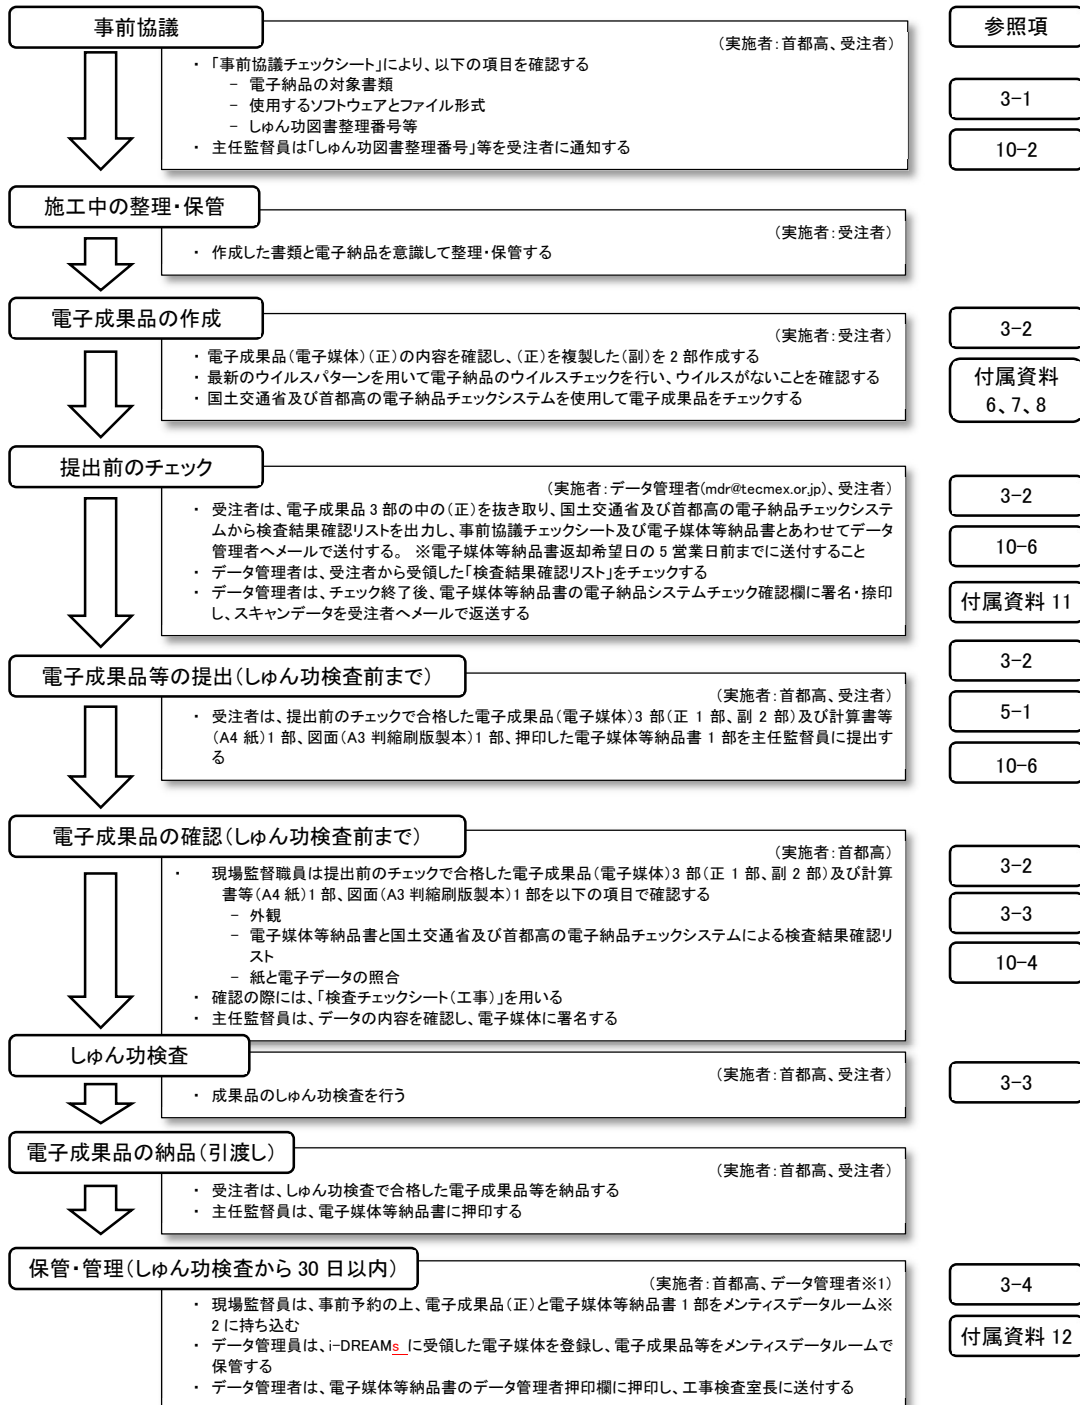 事前協議
参照項
(実施者:首都高、受注者)
・ 「事前協議チェックシート」により、以下の項目を確認する
－ 電子納品の対象書類
－ 使用するソフトウェアとファイル形式
－ しゅん功図書整理番号等
・ 主任監督員は「しゅん功図書整理番号」等を受注者に通知する
3-1
10-2
施工中の整理・保管
(実施者:受注者)
・ 作成した書類と電子納品を意識して整理・保管する
電子成果品の作成
(実施者:受注者)
・ 電子成果品(電子媒体)(正)の内容を確認し、(正)を複製した(副)を 2 部作成する
・ 最新のウイルスパターンを用いて電子納品のウイルスチェックを行い、ウイルスがないことを確認する
・ 国土交通省及び首都高の電子納品チェックシステムを使用して電子成果品をチェックする
3-2
付属資料
6、7、8
提出前のチェック
(実施者:データ管理者(mdr@tecmex.or.jp)、受注者)
・ 受注者は、電子成果品 3 部の中の(正)を抜き取り、国土交通省及び首都高の電子納品チェックシステ
ムから検査結果確認リストを出力し、事前協議チェックシート及び電子媒体等納品書とあわせてデータ
管理者へメールで送付する。 ※電子媒体等納品書返却希望日の 5 営業日前までに送付すること
・ データ管理者は、受注者から受領した「検査結果確認リスト」をチェックする
・ データ管理者は、チェック終了後、電子媒体等納品書の電子納品システムチェック確認欄に署名・捺印
し、スキャンデータを受注者へメールで返送する
3-2
10-6
付属資料 11
電子成果品等の提出(しゅん功検査前まで)
(実施者:首都高、受注者)
・ 受注者は、提出前のチェックで合格した電子成果品(電子媒体)3 部(正 1 部、副 2 部)及び計算書等
(A4 紙)1 部、図面(A3 判縮刷版製本)1 部、押印した電子媒体等納品書 1 部を主任監督員に提出す
る
3-2
5-1
10-6
電子成果品の確認(しゅん功検査前まで)
(実施者:首都高)
・ 現場監督職員は提出前のチェックで合格した電子成果品(電子媒体)3 部(正 1 部、副 2 部)及び計算
書等(A4 紙)1 部、図面(A3 判縮刷版製本)1 部を以下の項目で確認する
－ 外観
－ 電子媒体等納品書と国土交通省及び首都高の電子納品チェックシステムによる検査結果確認リ
スト
－ 紙と電子データの照合
・ 確認の際には、「検査チェックシート(工事)」を用いる
・ 主任監督員は、データの内容を確認し、電子媒体に署名する
3-2
3-3
10-4
しゅん功検査
(実施者:首都高、受注者)
・ 成果品のしゅん功検査を行う
3-3
電子成果品の納品(引渡し)
(実施者:首都高、受注者)
・ 受注者は、しゅん功検査で合格した電子成果品等を納品する
・ 主任監督員は、電子媒体等納品書に押印する
保管・管理(しゅん功検査から 30 日以内)
(実施者:首都高、データ管理者※1)
・ 現場監督員は、事前予約の上、電子成果品(正)と電子媒体等納品書 1 部をメンティスデータルーム※
2 に持ち込む
・ データ管理員は、i-DREAMs に受領した電子媒体を登録し、電子成果品等をメンティスデータルームで
保管する
・ データ管理者は、電子媒体等納品書のデータ管理者押印欄に押印し、工事検査室長に送付する
3-4
付属資料 12